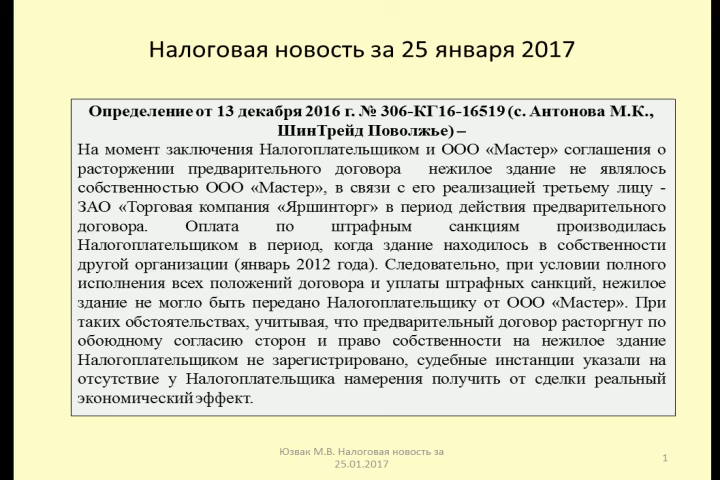 Налоговая новость за 25 января 2017
Определение от 13 декабря 2016 г. № 306-КГ16-16519 (с. Антонова М.К.,
ШинТрейд Поволжье) –
На момент заключения Налогоплательщиком и ООО «Мастер» соглашения о
расторжении предварительного договора нежилое здание не являлось
собственностью ООО «Мастер», в связи с его реализацией третьему лицу -
ЗАО «Торговая компания «Яршинторг» в период действия предварительного
договора. Оплата по штрафным санкциям производилась
Налогоплательщиком в период, когда здание находилось в собственности
другой организации (январь 2012 года). Следовательно, при условии полного
исполнения всех положений договора и уплаты штрафных санкций, нежилое
здание не могло быть передано Налогоплательщику от ООО «Мастер». При
таких обстоятельствах, учитывая, что предварительный договор расторгнут по
обоюдному согласию сторон и право собственности на нежилое здание
Налогоплательщиком не зарегистрировано, судебные инстанции указали на
отсутствие у Налогоплательщика намерения получить от сделки реальный
экономический эффект.
Юзвак М.В. Налоговая новость за
25.01.2017
1